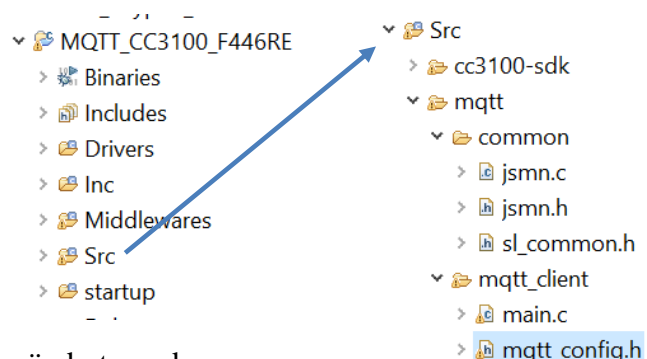 MQTT_CC3100_F446RE
Binaries
Includes
Drivers
Inc
Middlewares
Src
startup
Src
cc3100-sdk
mqtt
common
jsmn.c
jsmn.h
sl_common.h
mqtt_client
main.c
mqtt_config.h